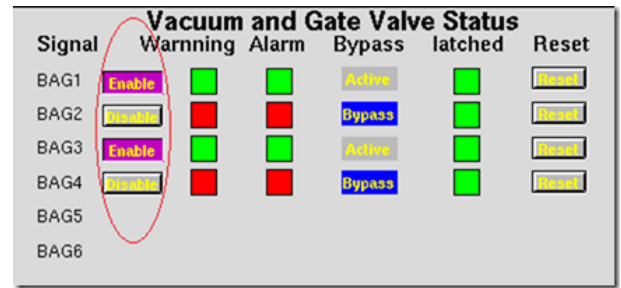 Vacuum and Gate Valve Status
Signal Warnning Alarm Bypass latched Reset
BAG1 Enable Active Reset
BAG2 Disable Bypass Reset
BAG3 Enable Active Reset
BAG4 Disable Bypass Reset
BAG5
BAG6